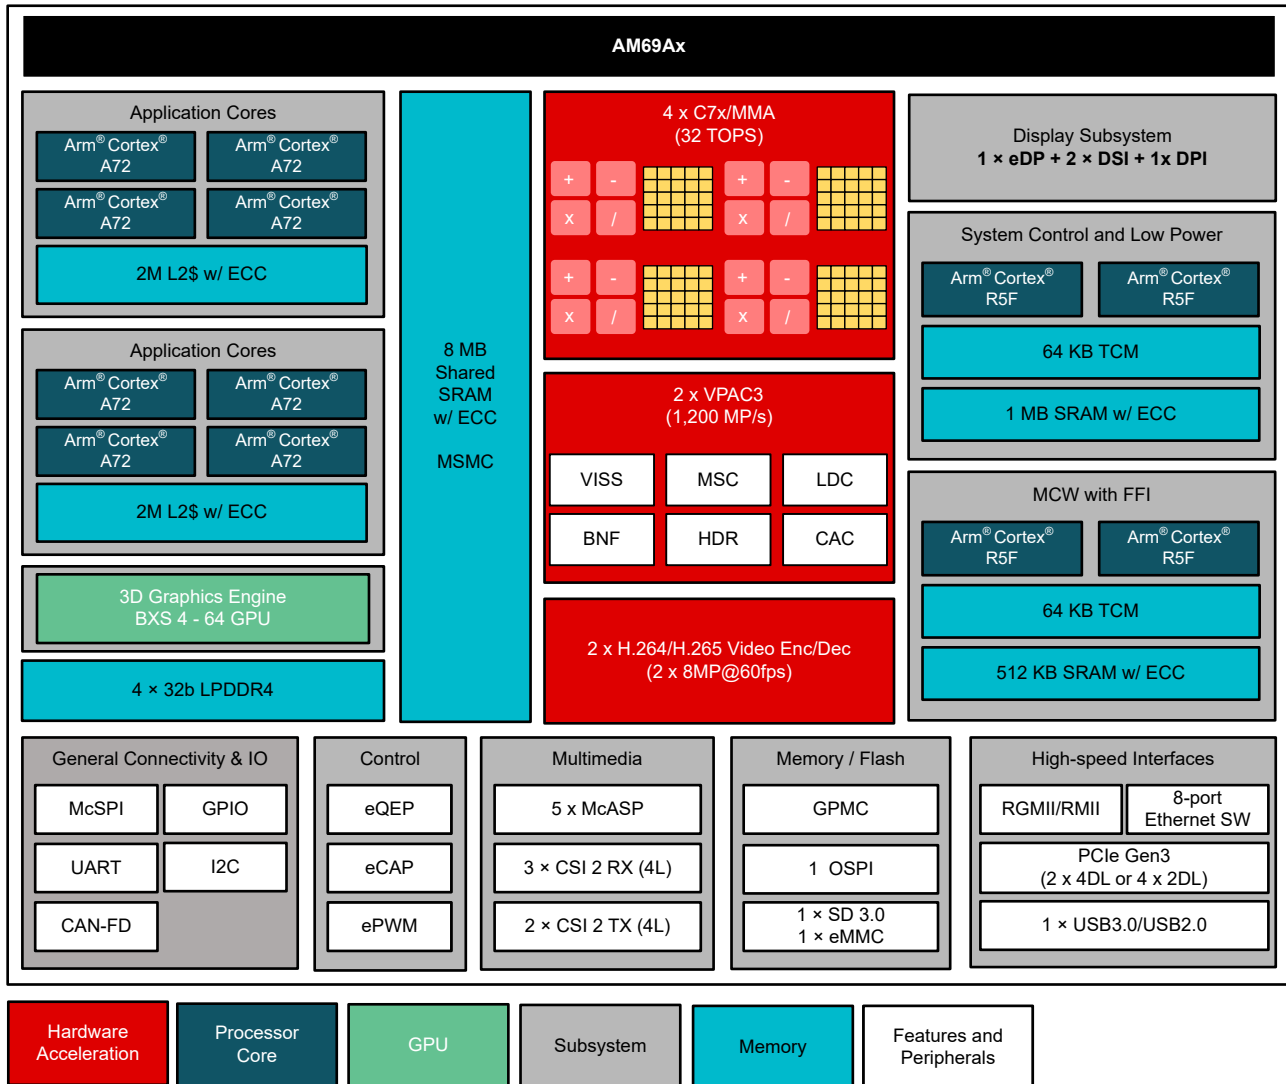 AM69Ax
Application Cores
Arm® Cortex®
A72
Arm® Cortex®
A72
Arm® Cortex®
A72
Arm® Cortex®
A72
2M L2$ w/ ECC
Application Cores
Arm® Cortex®
A72
Arm® Cortex®
A72
Arm® Cortex®
A72
Arm® Cortex®
A72
2M L2$ w/ ECC
3D Graphics Engine
BXS 4 - 64 GPU
4 × 32b LPDDR4
8 MB
Shared
SRAM
w/ ECC
MSMC
4 x C7x/MMA
(32 TOPS)
+ - + -
x / x /
+ - + -
x / x /
2 x VPAC3
(1,200 MP/s)
VISS MSC LDC
BNF HDR CAC
2 x H.264/H.265 Video Enc/Dec
(2 x 8MP@60fps)
Display Subsystem
1 × eDP + 2 × DSI + 1x DPI
System Control and Low Power
Arm® Cortex®
R5F
Arm® Cortex®
R5F
64 KB TCM
1 MB SRAM w/ ECC
MCW with FFI
Arm® Cortex®
R5F
Arm® Cortex®
R5F
64 KB TCM
512 KB SRAM w/ ECC
General Connectivity & IO
McSPI GPIO
UART I2C
CAN-FD
Control
eQEP
eCAP
ePWM
Multimedia
5 x McASP
3 × CSI 2 RX (4L)
2 × CSI 2 TX (4L)
Memory / Flash
GPMC
1 OSPI
1 × SD 3.0
1 × eMMC
High-speed Interfaces
RGMII/RMII
8-port
Ethernet SW
PCIe Gen3
(2 x 4DL or 4 x 2DL)
1 × USB3.0/USB2.0
Hardware
Acceleration
Processor
Core
GPU
Subsystem
Memory
Features and
Peripherals